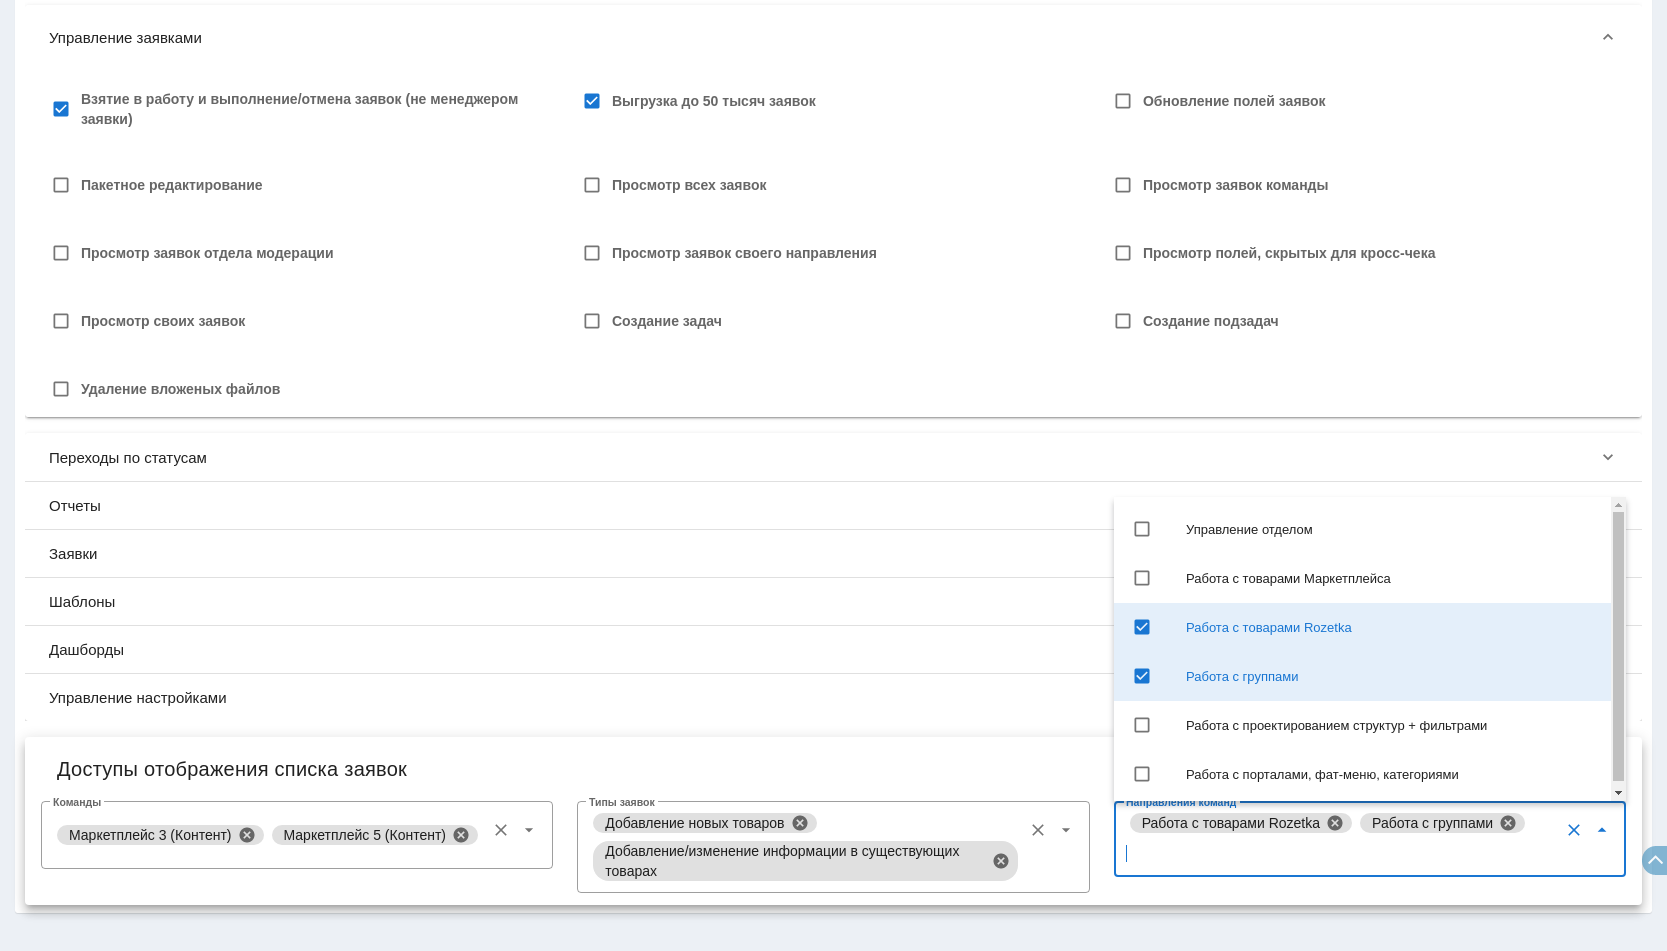 Управление заявками
Взятие в работу и выполнение/отмена заявок (не менеджером
заявки)
Выгрузка до 50 тысяч заявок
Обновление полей заявок
Пакетное редактирование
Просмотр всех заявок
Просмотр заявок команды
Просмотр заявок отдела модерации
Просмотр заявок своего направления
Просмотр полей, скрытых для кросс-чека
Просмотр своих заявок
Создание задач
Создание подзадач
Удаление вложеных файлов
Переходы по статусам
Отчеты
Заявки
Шаблоны
Дашборды
Управление настройками
Управление отделом
Работа с товарами Маркетплейса
Работа с товарами Rozetka
Работа с группами
Работа с проектированием структур + фильтрами
Работа с порталами, фат-меню, категориями
Доступы отображения списка заявок
Команды
Маркетплейс 3 (Контент)
Маркетплейс 5 (Контент)
Типы заявок
Добавление новых товаров
Добавление/изменение информации в существующих
товарах
Направления команд
Работа с товарами Rozetka
Работа с группами